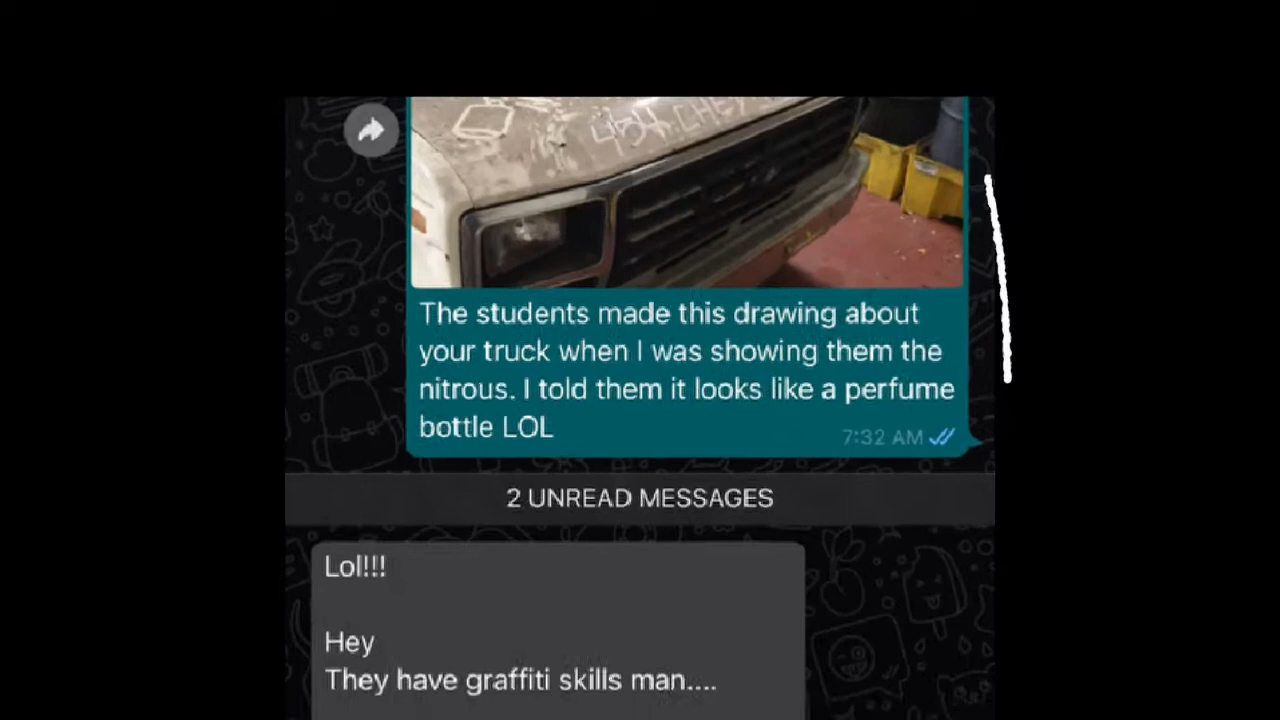 454 CHEV
The students made this drawing about
your truck when I was showing them the
nitrous. I told them it looks like a perfume
bottle LOL
7:32 AM
2 UNREAD MESSAGES
Lol!!!
Hey
They have graffiti skills man....